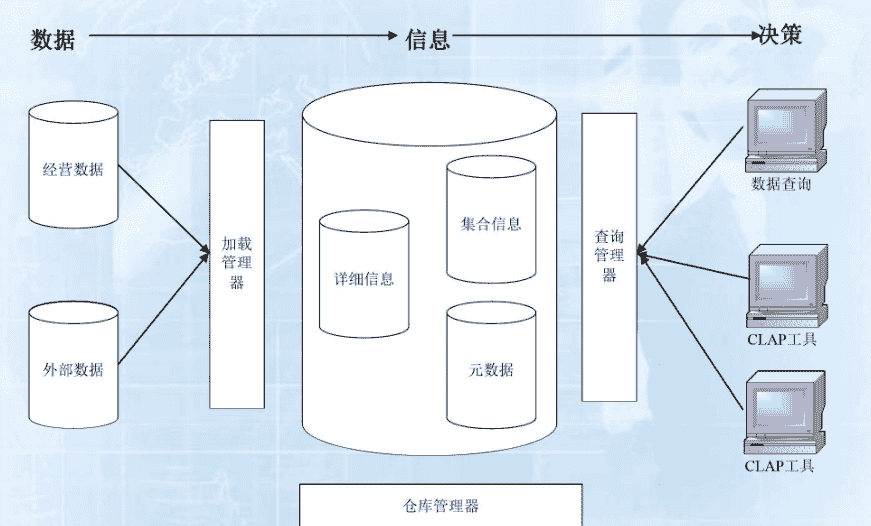 数据
信息
决策
经营数据
外部数据
加载
管理
器
详细信息
集合信息
元数据
查询
管理
器
数据查询
CLAP工具
CLAP工具
仓库管理器